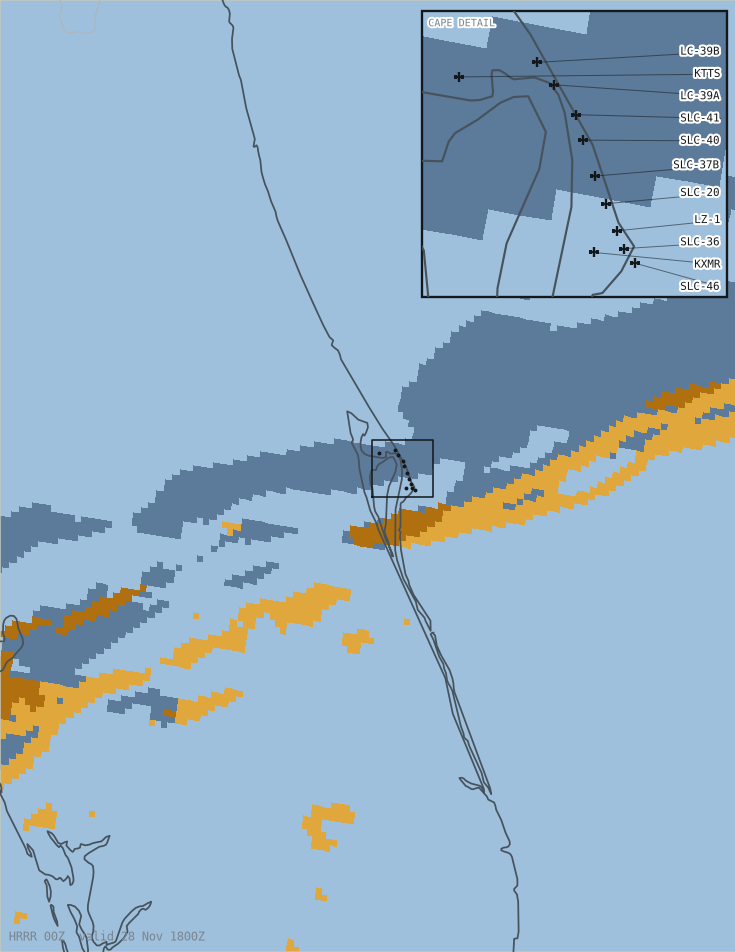 CAPE DETAIL
LC-39B
KTTS
LC-39A
SLC-41
SLC-40
SLC-37B
SLC-20
LZ-1
SLC-36
KXMR
SLC-46
HRRR 00Z  valid 28 Nov 1800Z